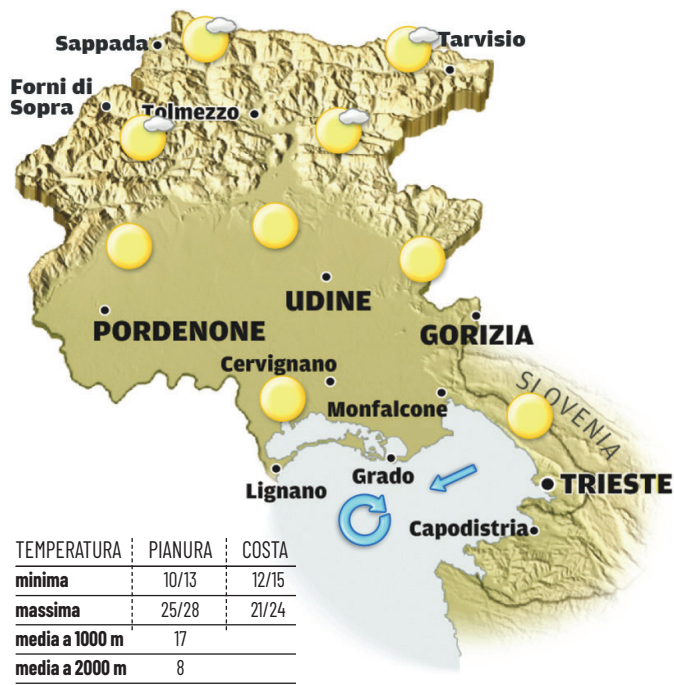 Sappada
Tarvisio
Forni di
Sopra
Tolmezzo
UDINE
PORDENONE
GORIZIA
Cervignano
SLOVENIA
Monfalcone
Grado
Lignano
TRIESTE
Capodistria
TEMPERATURA PIANURA COSTA
minima 10/13 12/15
massima 25/28 21/24
media a 1000 m 17
media a 2000 m 8